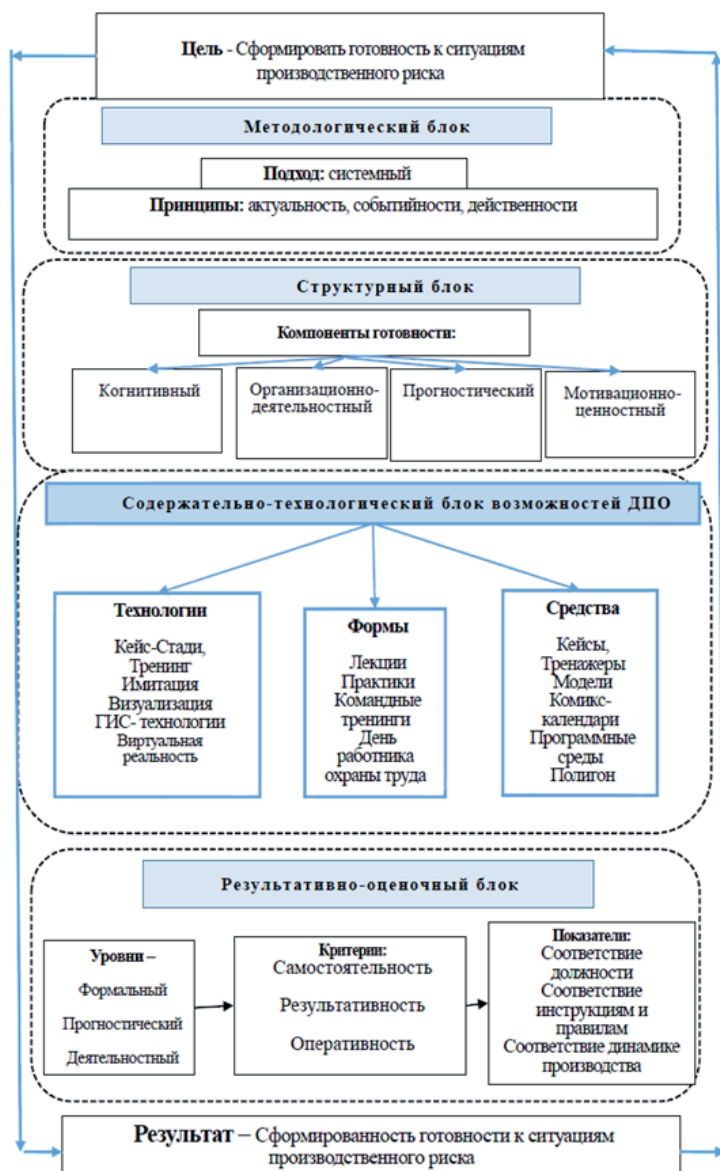 Цель - Сформировать готовность к ситуациям
производственного риска
Методологический блок
Подход: системный
Принципы: актуальность, событийности, действенности
Структурный блок
Компоненты готовности:
Когнитивный
Организационно-
деятельностный
Прогностический
Мотивационно-
ценностный
Содержательно-технологический блок возможностей ДПО
Технологии
Кейс-Стади,
Тренинг
Имитация
Визуализация
ГИС- технологии
Виртуальная
реальность
Формы
Лекции
Практики
Командные
тренинги
День
работника
охраны труда
Средства
Кейсы,
Тренажеры
Модели
Комикс-
календари
Программные
среды
Полигон
Результативно-оценочный блок
Уровни –
Формальный
Прогностический
Деятельностный
Критерии:
Самостоятельность
Результативность
Оперативность
Показатели:
Соответствие
должности
Соответствие
инструкциям и
правилам
Соответствие динамике
производства
Результат – Сформированность готовности к ситуациям
производственного риска